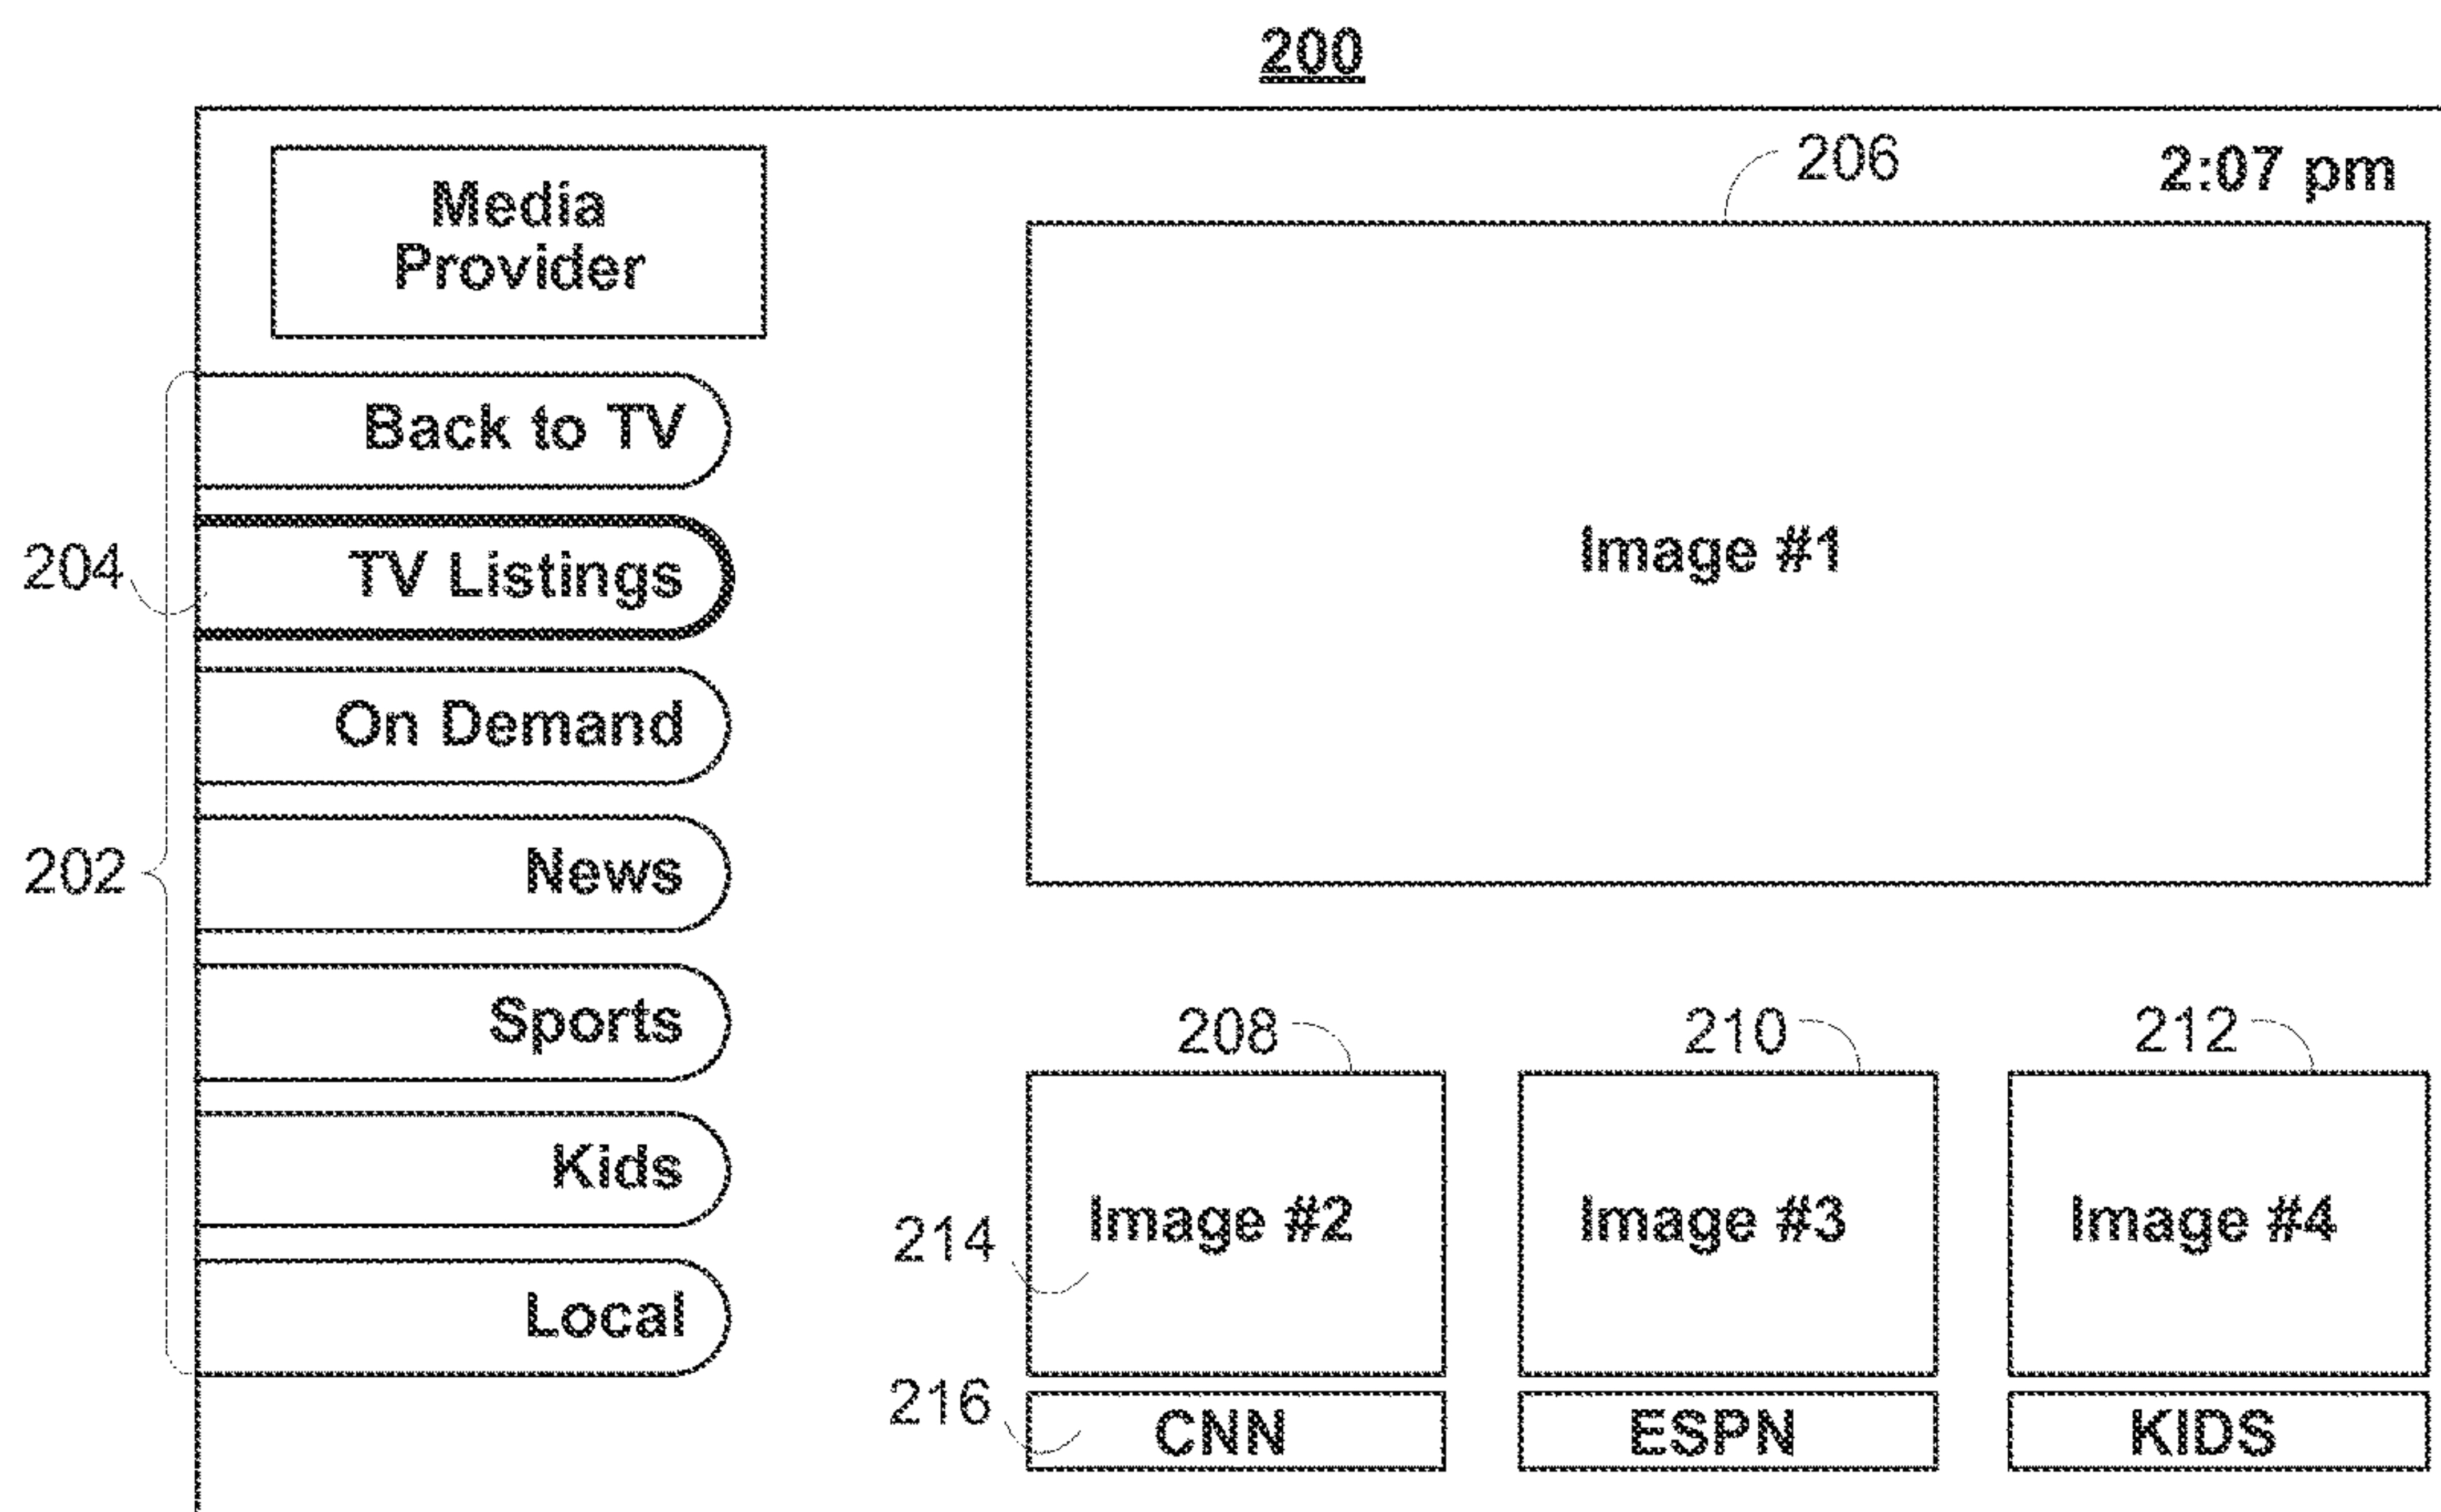 200
206
2:07 pm
Media
Provider
Back to TV
204
TV Listings
Image #1
On Demand
202
News
Sports
208
210
212
Kids
214
Image #2
Image #3
Image #4
Local
216
CNN
ESPN
KIDS